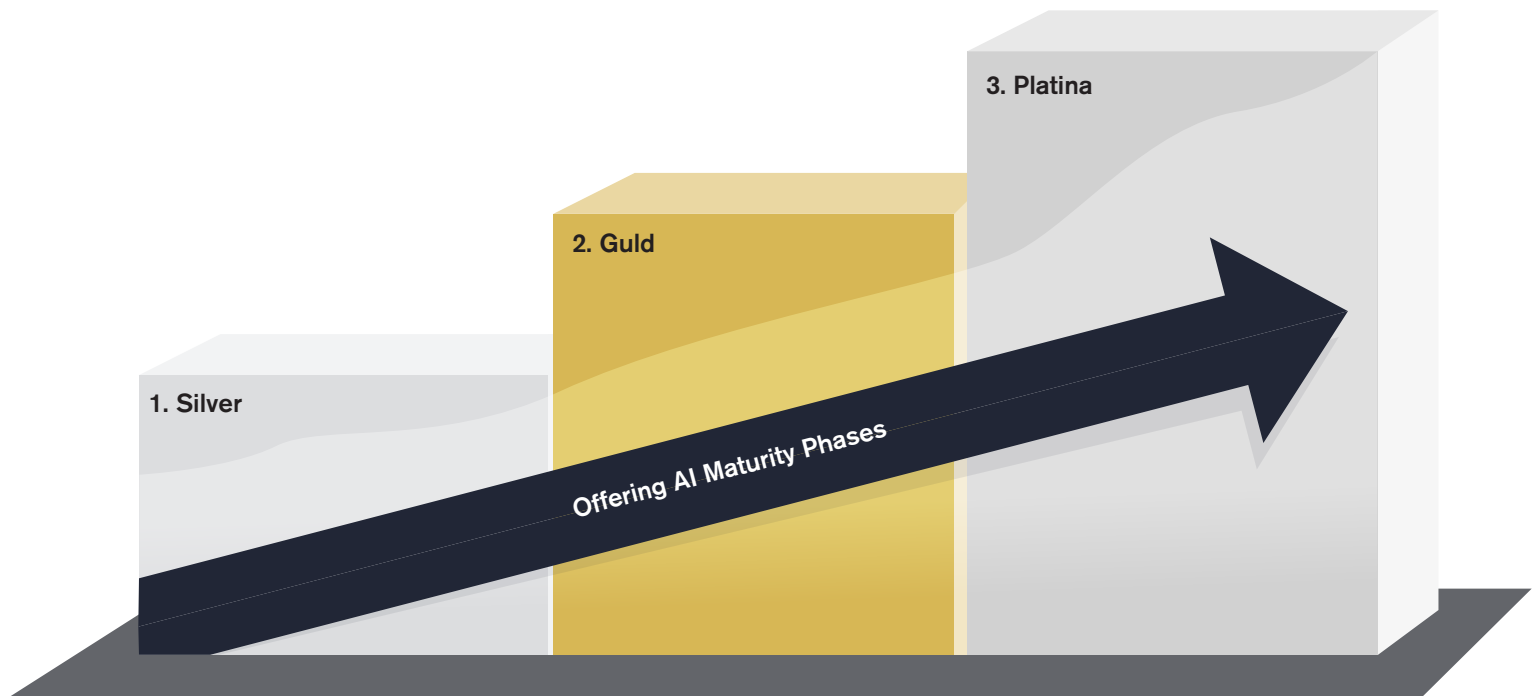 3. Platina
2. Guld
1. Silver
Offering AI Maturity Phases